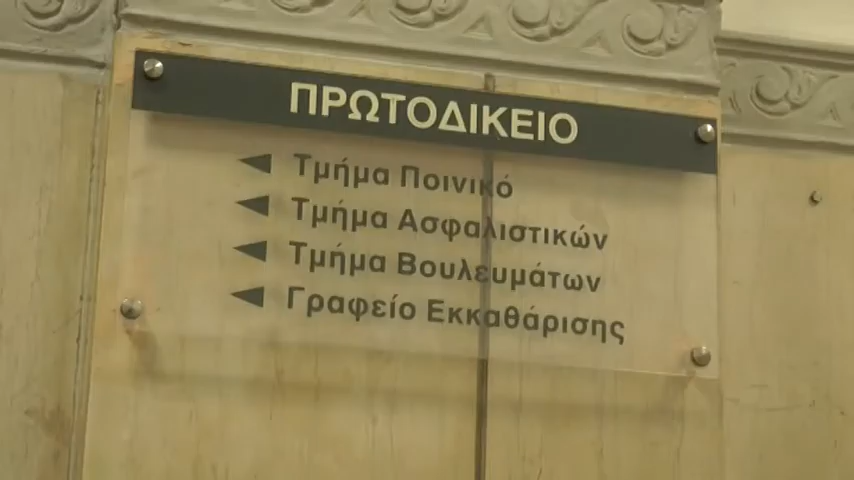 ΠΡΩΤΟΔΙΚΕΙΟ
Τμήμα Ποινικό
Τμήμα Ασφαλιστικών
Τμήμα Βουλευμάτων
Γραφείο Εκκαθάρισης